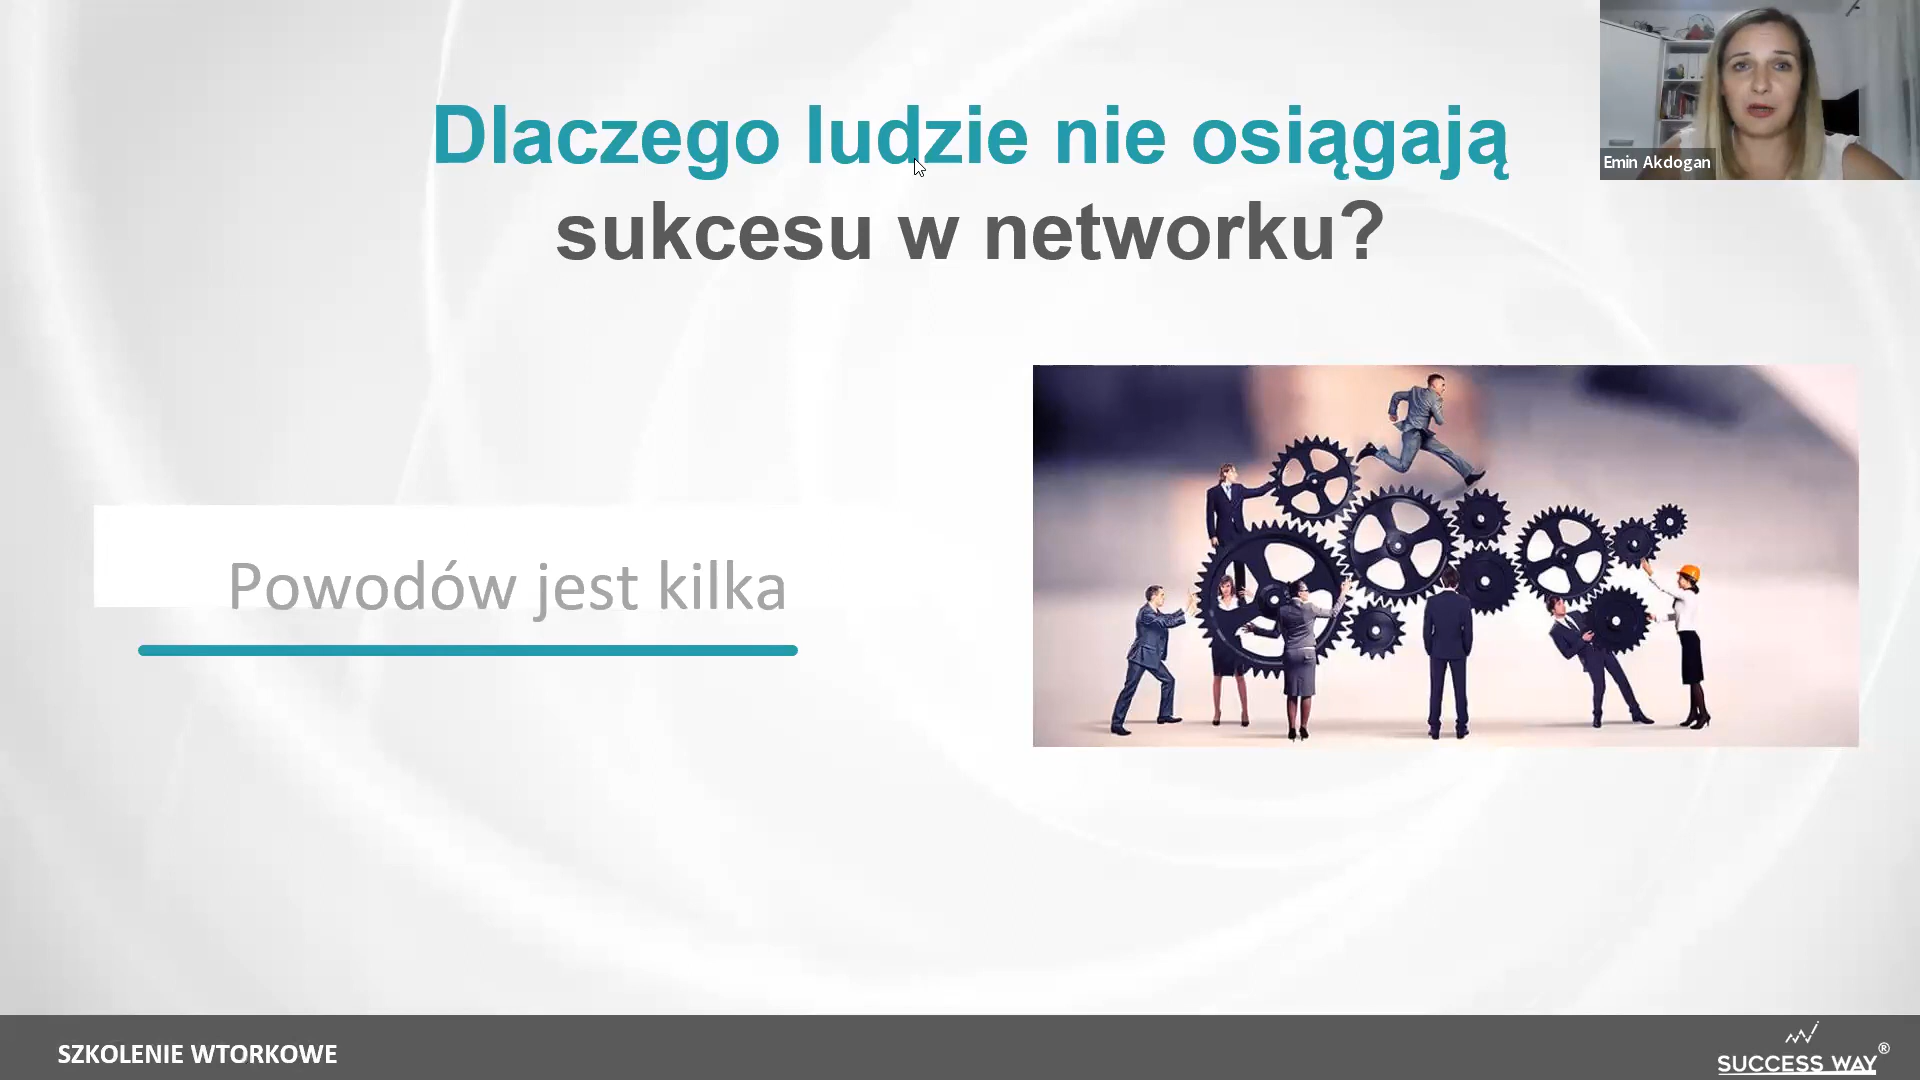 Dlaczego ludzie nie osiągają
sukcesu w networku?
Emin Akdogan
Powodów jest kilka
SZKOLENIE WTORKOWE
SUCCESS WAY®